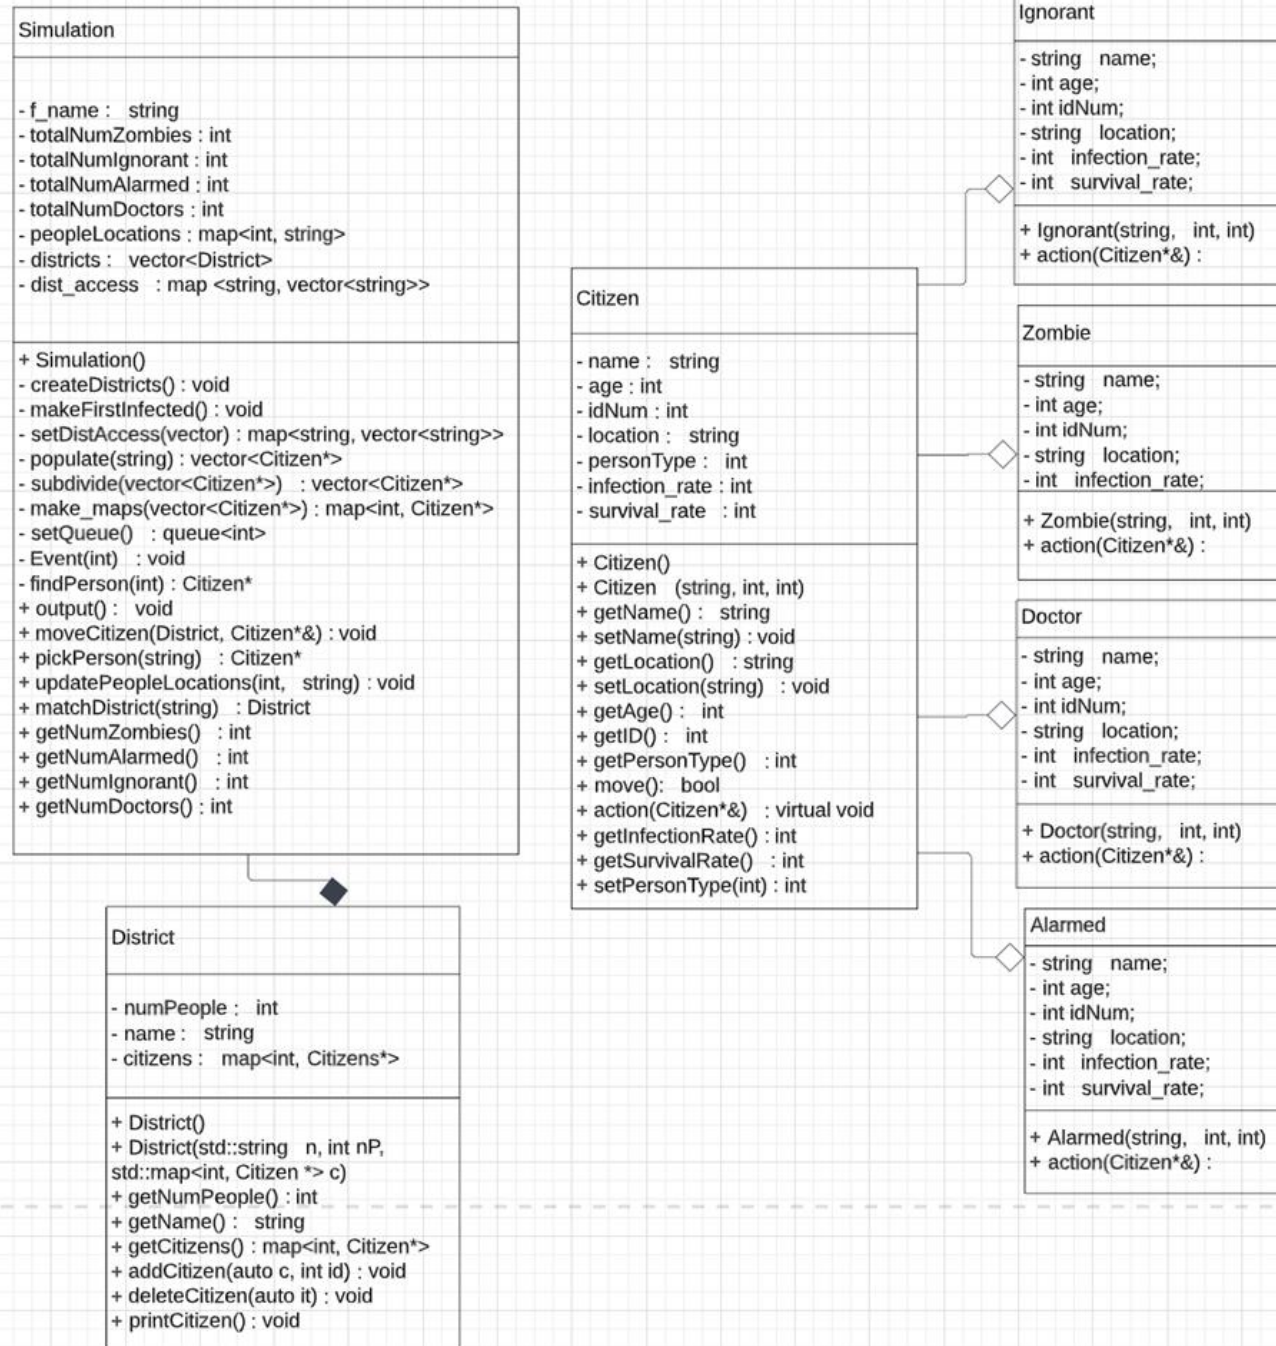 Simulation
- f_name : string
- totalNumZombies : int
- totalNumIgnorant : int
- totalNumAlarmed : int
- totalNumDoctors : int
- peopleLocations : map<int, string>
- districts : vector<District>
- dist_access : map <string, vector<string>>
+ Simulation()
- createDistricts() : void
- makeFirstInfected() : void
- setDistAccess(vector) : map<string, vector<string>>
- populate(string) : vector<Citizen*>
- subdivide(vector<Citizen*>) : vector<Citizen*>
- make_maps(vector<Citizen*>) : map<int, Citizen*>
- setQueue() : queue<int>
- Event(int) : void
- findPerson(int) : Citizen*
+ output() : void
+ moveCitizen(District, Citizen*&) : void
+ pickPerson(string) : Citizen*
+ updatePeopleLocations(int, string) : void
+ matchDistrict(string) : District
+ getNumZombies() : int
+ getNumAlarmed() : int
+ getNumIgnorant() : int
+ getNumDoctors() : int
District
- numPeople : int
- name : string
- citizens : map<int, Citizens*>
+ District()
+ District(std::string n, int nP,
std::map<int, Citizen *> c)
+ getNumPeople() : int
+ getName() : string
+ getCitizens() : map<int, Citizen*>
+ addCitizen(auto c, int id) : void
+ deleteCitizen(auto it) : void
+ printCitizen() : void
Citizen
- name : string
- age : int
- idNum : int
- location : string
- personType : int
- infection_rate : int
- survival_rate : int
+ Citizen()
+ Citizen (string, int, int)
+ getName() : string
+ setName(string) : void
+ getLocation() : string
+ setLocation(string) : void
+ getAge() : int
+ getID() : int
+ getPersonType() : int
+ move(): bool
+ action(Citizen*&) : virtual void
+ getInfectionRate() : int
+ getSurvivalRate() : int
+ setPersonType(int) : int
Ignorant
- string name;
- int age;
- int idNum;
- string location;
- int infection_rate;
- int survival_rate;
+ Ignorant(string, int, int)
+ action(Citizen*&) :
Zombie
- string name;
- int age;
- int idNum;
- string location;
- int infection_rate;
+ Zombie(string, int, int)
+ action(Citizen*&) :
Doctor
- string name;
- int age;
- int idNum;
- string location;
- int infection_rate;
- int survival_rate;
+ Doctor(string, int, int)
+ action(Citizen*&) :
Alarmed
- string name;
- int age;
- int idNum;
- string location;
- int infection_rate;
- int survival_rate;
+ Alarmed(string, int, int)
+ action(Citizen*&) :